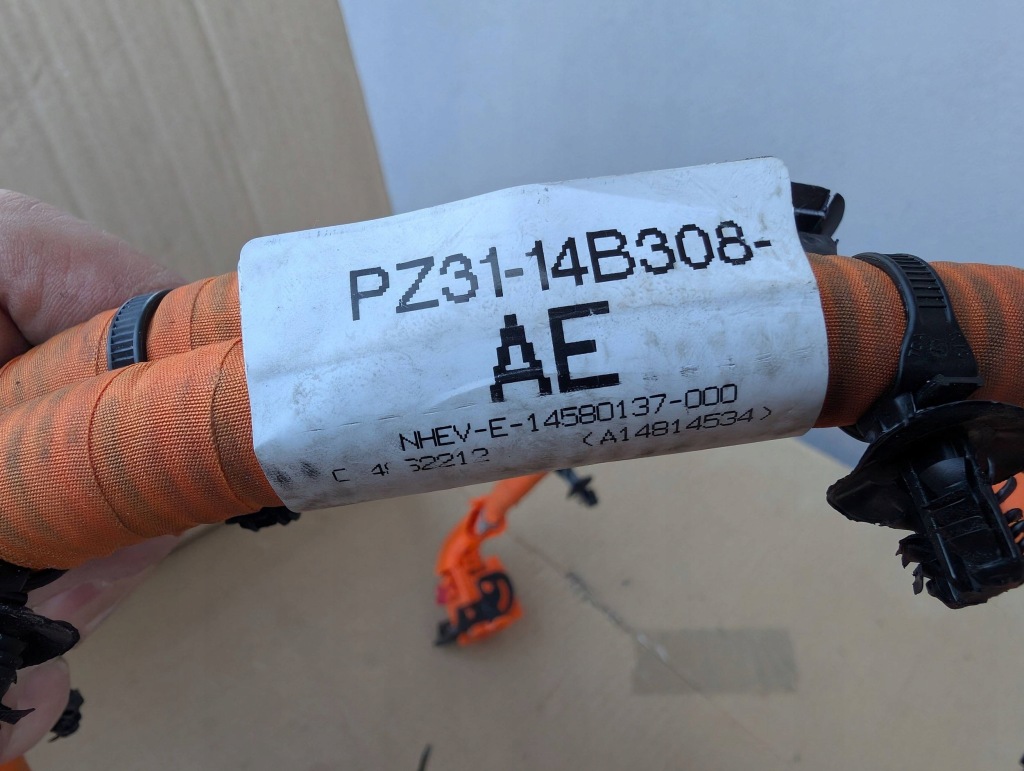 PZ31-14B308-
AE
NHEV-E-14580137-000
(A14814534)